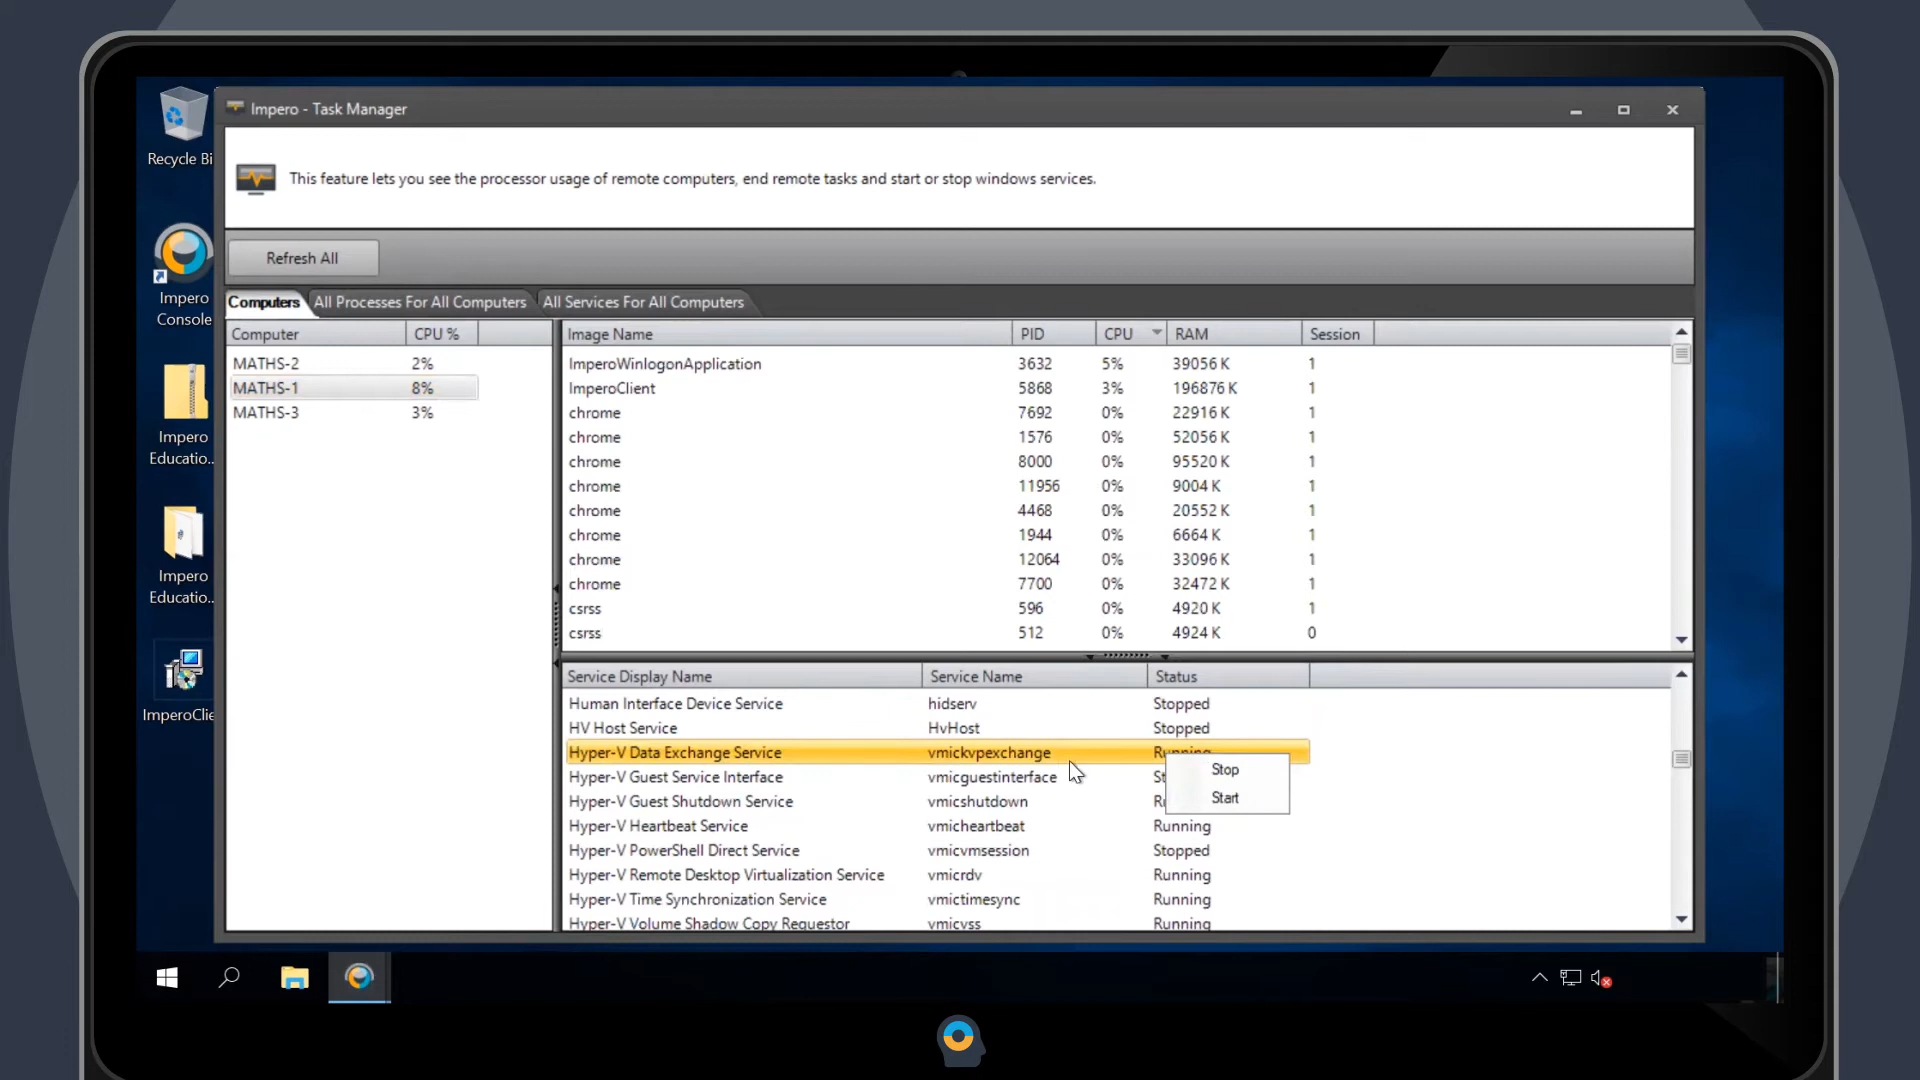 Impero - Task Manager
Recycle Bi
This feature lets you see the processor usage of remote computers, end remote tasks and start or stop windows services.
Refresh All
Impero
Console
Computers All Processes For All Computers All Services For All Computers
Computer CPU %
MATHS-2 2%
MATHS-1 8%
MATHS-3 3%
Image Name PID CPU RAM Session
ImperoWinlogonApplication 3632 5% 39056 K 1
ImperoClient 5868 3% 196876 K 1
chrome 7692 0% 22916 K 1
chrome 1576 0% 52056 K 1
chrome 8000 0% 95520 K 1
chrome 11956 0% 9004 K 1
chrome 4468 0% 20552 K 1
chrome 1944 0% 6664 K 1
chrome 12064 0% 33096 K 1
chrome 7700 0% 32472 K 1
csrss 596 0% 4920 K 1
csrss 512 0% 4924 K 0
Impero
Educatio..
Impero
Educatio..
ImperoClie
Service Display Name Service Name Status
Human Interface Device Service hidserv Stopped
HV Host Service HvHost Stopped
Hyper-V Data Exchange Service vmickvpexchange Running
Hyper-V Guest Service Interface vmicguestinterface St
Hyper-V Guest Shutdown Service vmicshutdown R
Hyper-V Heartbeat Service vmicheartbeat Running
Hyper-V PowerShell Direct Service vmicvmsession Stopped
Hyper-V Remote Desktop Virtualization Service vmicrdv Running
Hyper-V Time Synchronization Service vmictimesync Running
Hyper-V Volume Shadow Copy Requestor vmicvss Running
Stop
Start